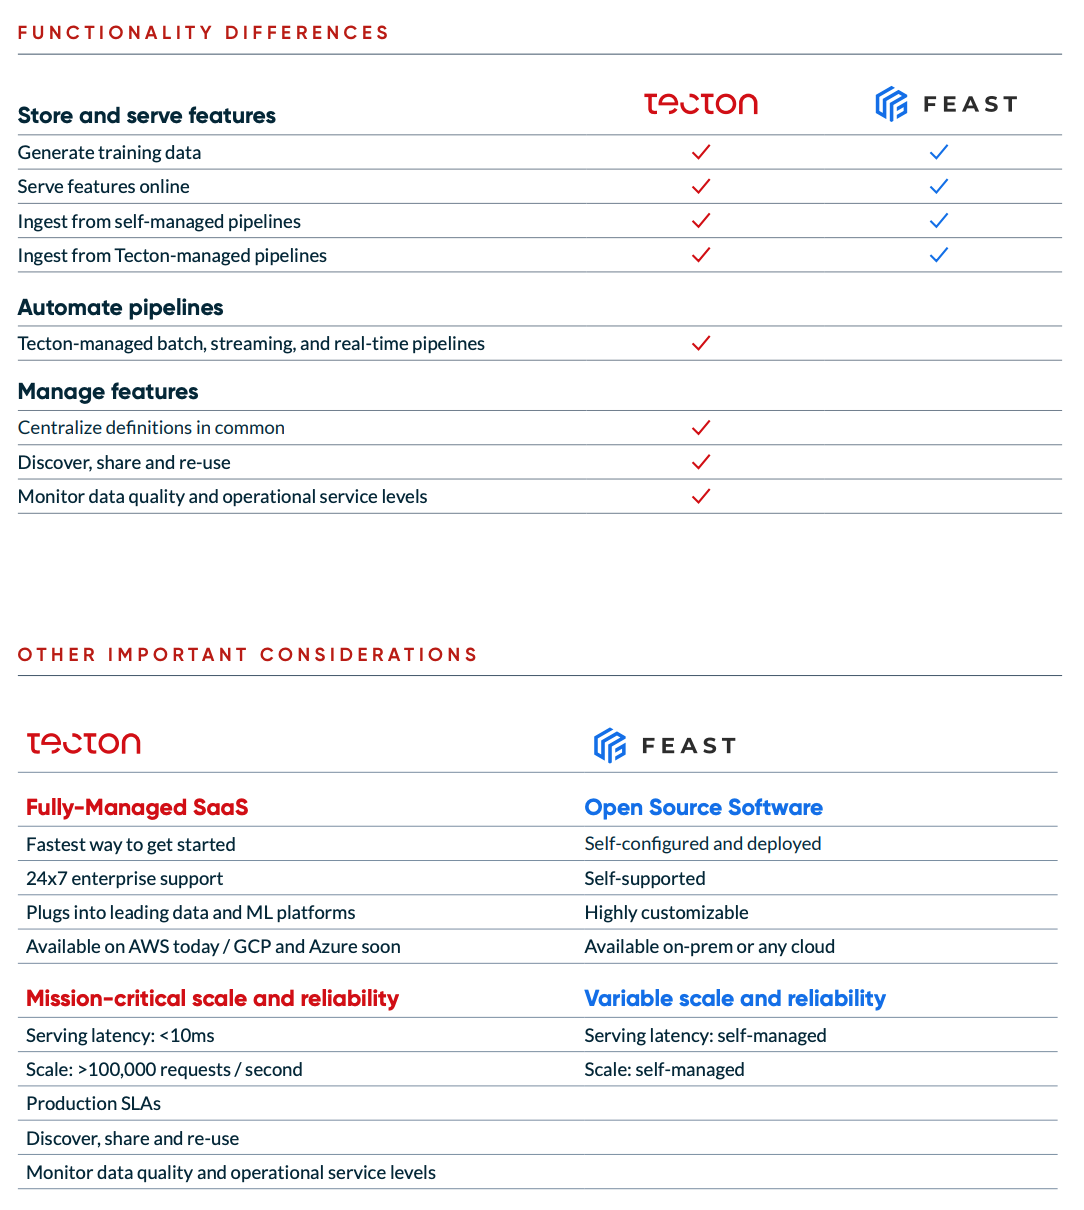 FUNCTIONALITY DIFFERENCES
Store and serve features tecton FEAST
Generate training data ✓ ✓
Serve features online ✓ ✓
Ingest from self-managed pipelines ✓ ✓
Ingest from Tecton-managed pipelines ✓ ✓
Automate pipelines
Tecton-managed batch, streaming, and real-time pipelines ✓
Manage features
Centralize definitions in common ✓
Discover, share and re-use ✓
Monitor data quality and operational service levels ✓
OTHER IMPORTANT CONSIDERATIONS
tecton FEAST
Fully-Managed SaaS Open Source Software
Fastest way to get started Self-configured and deployed
24x7 enterprise support Self-supported
Plugs into leading data and ML platforms Highly customizable
Available on AWS today / GCP and Azure soon Available on-prem or any cloud
Mission-critical scale and reliability Variable scale and reliability
Serving latency: <10ms Serving latency: self-managed
Scale: >100,000 requests / second Scale: self-managed
Production SLAs
Discover, share and re-use
Monitor data quality and operational service levels